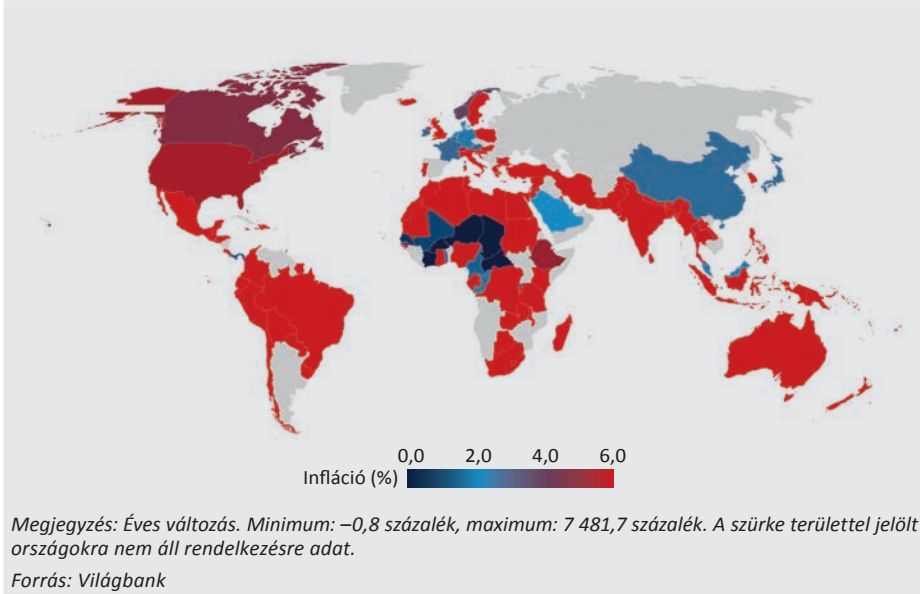 0,0 2,0 4,0 6,0
Infláció (%)
Megjegyzés: Éves változás. Minimum: –0,8 százalék, maximum: 7 481,7 százalék. A szürke területtel jelölt
országokra nem áll rendelkezésre adat.
Forrás: Világbank